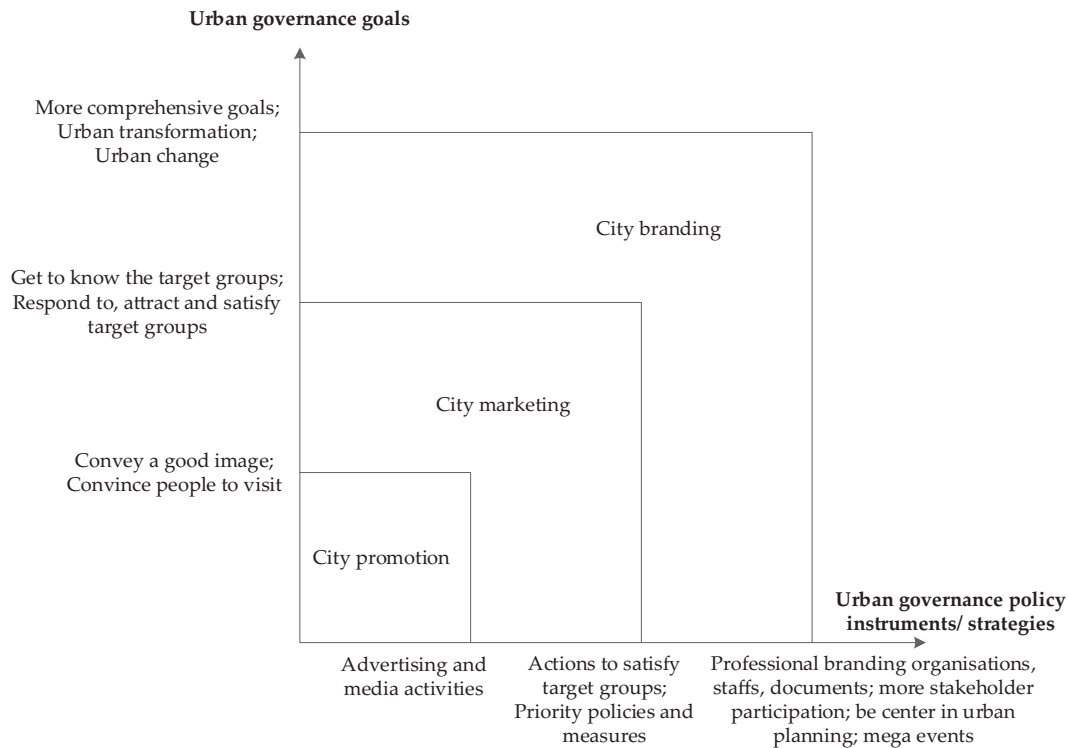 Urban governance goals
More comprehensive goals;
Urban transformation;
Urban change
City branding
Get to know the target groups;
Respond to, attract and satisfy
target groups
City marketing
Convey a good image;
Convince people to visit
City promotion
Urban governance policy
instruments/ strategies
Advertising and
media activities
Actions to satisfy
target groups;
Priority policies and
measures
Professional branding organisations,
staffs, documents; more stakeholder
participation; be center in urban
planning; mega events